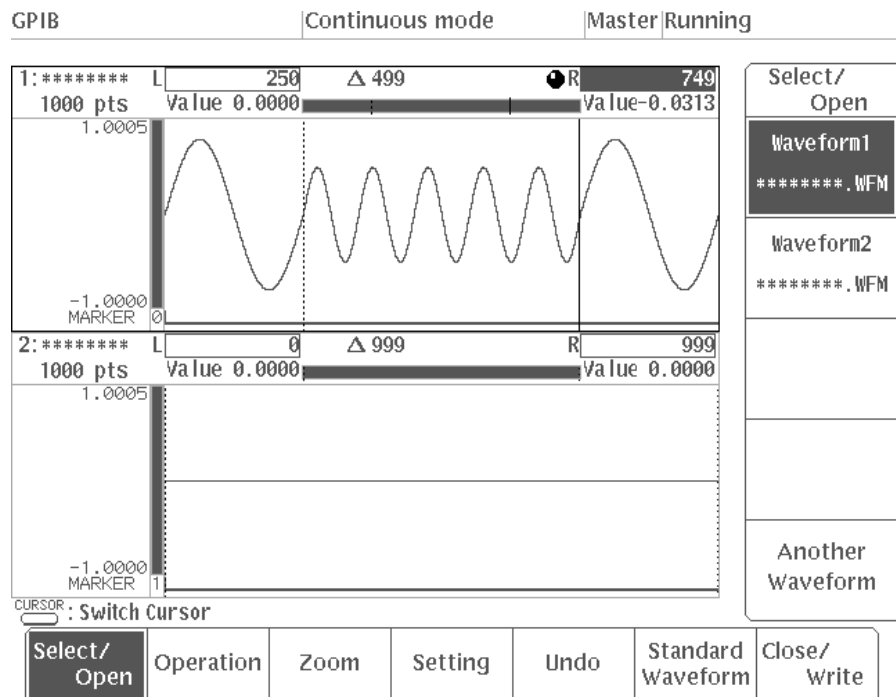 GPIB Continuous mode Master Running
1:******** L 250 Δ 499 R 749
1000 pts Value 0.0000 Value-0.0313
1.0005
-1.0000
MARKER 0
2:******** L 0 Δ 999 R 999
1000 pts Value 0.0000 Value 0.0000
1.0005
-1.0000
MARKER 1
CURSOR : Switch Cursor
Select/
Open
Waveform1
********.WFM
Waveform2
********.WFM
Another
Waveform
Select/
Open
Operation
Zoom
Setting
Undo
Standard
Waveform
Close/
Write